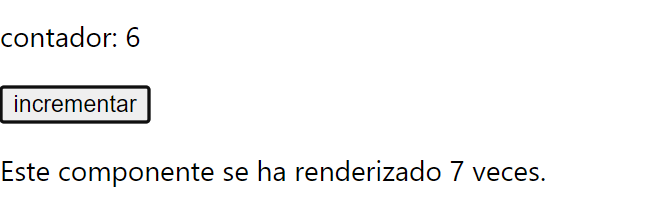 contador: 6
incrementar
Este componente se ha renderizado 7 veces.